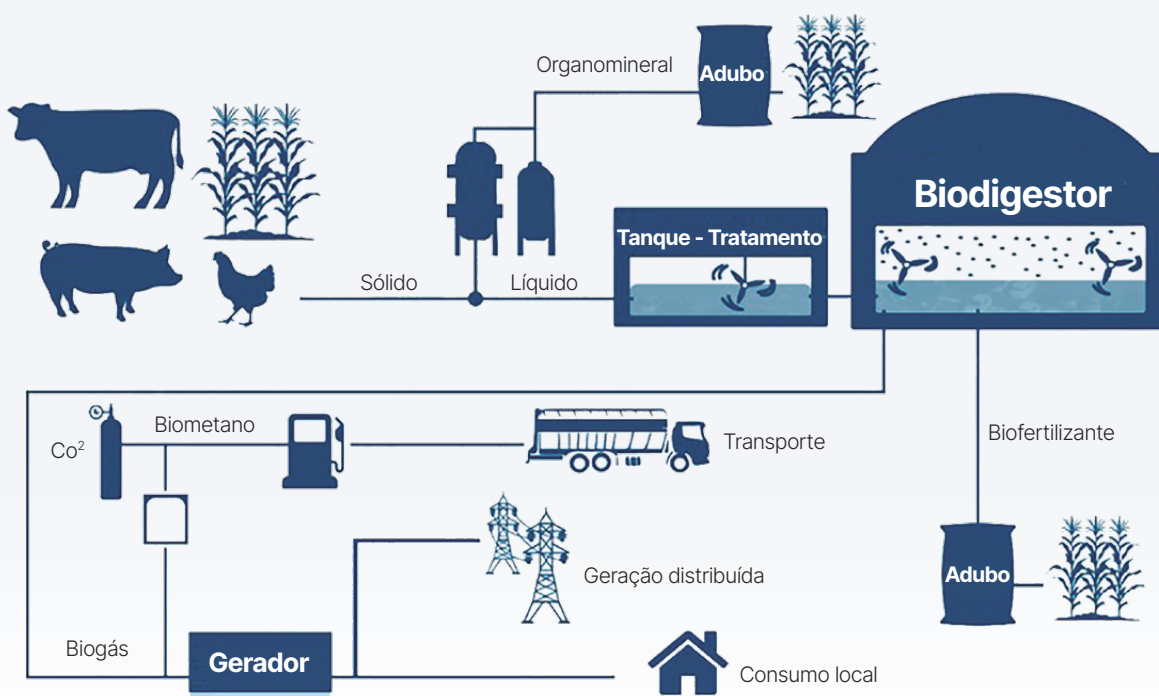 Organomineral
Adubo
Biodigestor
Tanque - Tratamento
Sólido
Líquido
Biometano
Co²
Transporte
Biofertilizante
Geração distribuída
Adubo
Biogás
Gerador
Consumo local